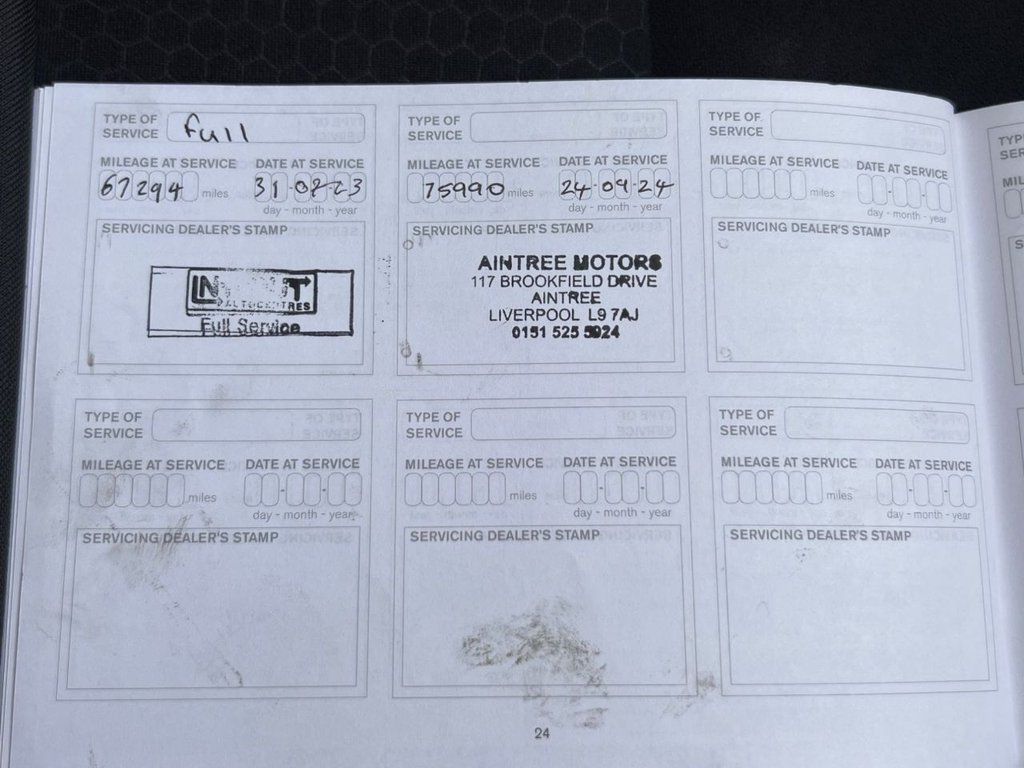 TYPE OF SERVICE Full
MILEAGE AT SERVICE DATE AT SERVICE
67294 miles 31-08-23
day - month - year
SERVICING DEALER'S STAMP
AUTOCENTRES
Full Service
TYPE OF SERVICE
MILEAGE AT SERVICE DATE AT SERVICE
75990 miles 24-09-24
day - month - year
SERVICING DEALER'S STAMP
AINTREE MOTORS
117 BROOKFIELD DRIVE
AINTREE
LIVERPOOL L9 7AJ
0151 525 5924
TYPE OF SERVICE
MILEAGE AT SERVICE DATE AT SERVICE
miles
day - month - year
SERVICING DEALER'S STAMP
TYPE OF SERVICE
MILEAGE AT SERVICE DATE AT SERVICE
miles
day - month - year
SERVICING DEALER'S STAMP
TYPE OF SERVICE
MILEAGE AT SERVICE DATE AT SERVICE
miles
day - month - year
SERVICING DEALER'S STAMP
TYPE OF SERVICE
MILEAGE AT SERVICE DATE AT SERVICE
miles
day - month - year
SERVICING DEALER'S STAMP
24